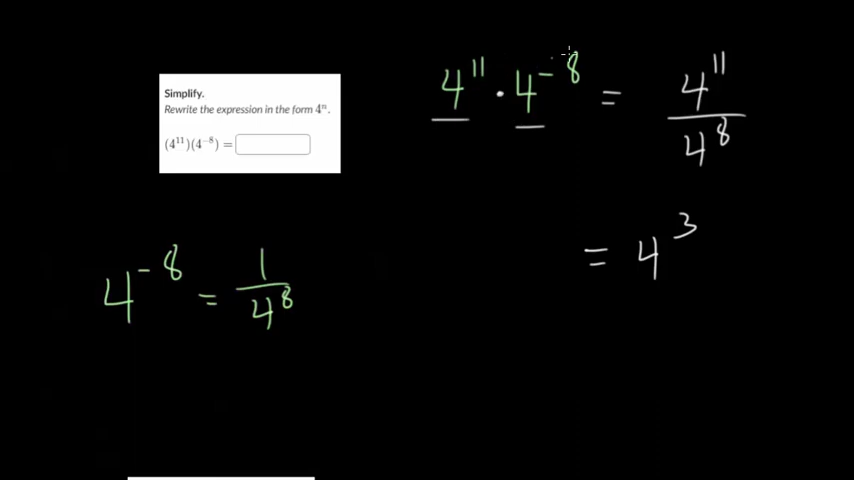 Simplify.
Rewrite the expression in the form 4ⁿ.
(4¹¹)(4⁻⁸) =
4¹¹ · 4⁻⁸ = 4¹¹ / 4⁸
= 4³
4⁻⁸ = 1 / 4⁸